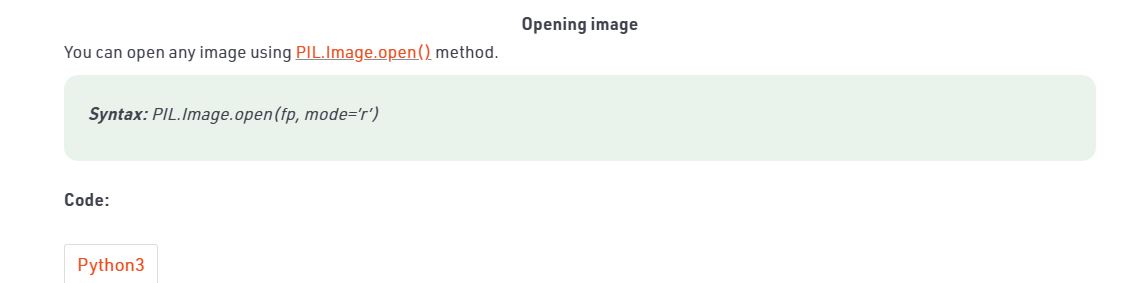 Opening image
You can open any image using PIL.Image.open() method.
Syntax: PIL.Image.open(fp, mode=’r’)
Code:
Python3